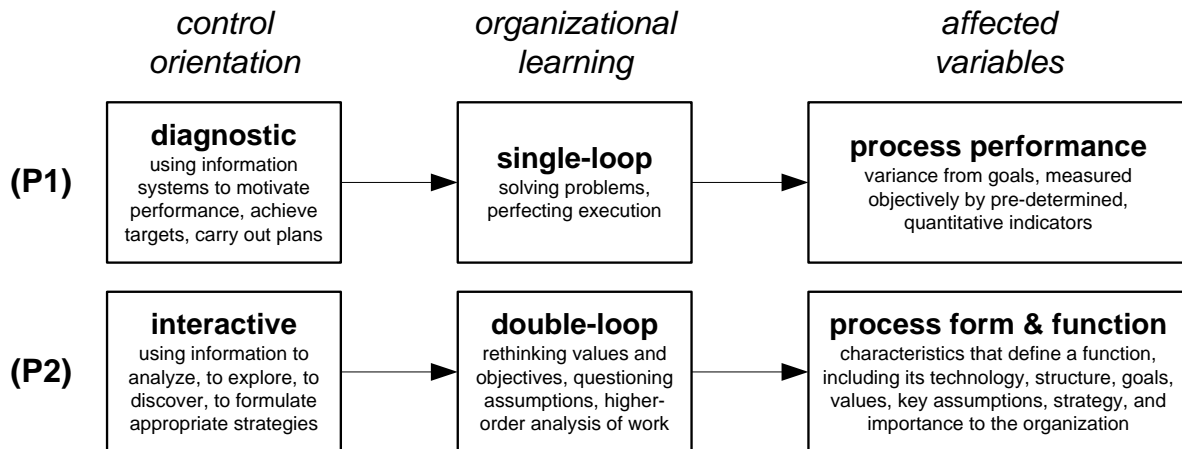 control
orientation
organizational
learning
affected
variables
(P1)
diagnostic
using information
systems to motivate
performance, achieve
targets, carry out plans
single-loop
solving problems,
perfecting execution
process performance
variance from goals, measured
objectively by pre-determined,
quantitative indicators
(P2)
interactive
using information to
analyze, to explore, to
discover, to formulate
appropriate strategies
double-loop
rethinking values and
objectives, questioning
assumptions, higher-
order analysis of work
process form & function
characteristics that define a function,
including its technology, structure, goals,
values, key assumptions, strategy, and
importance to the organization